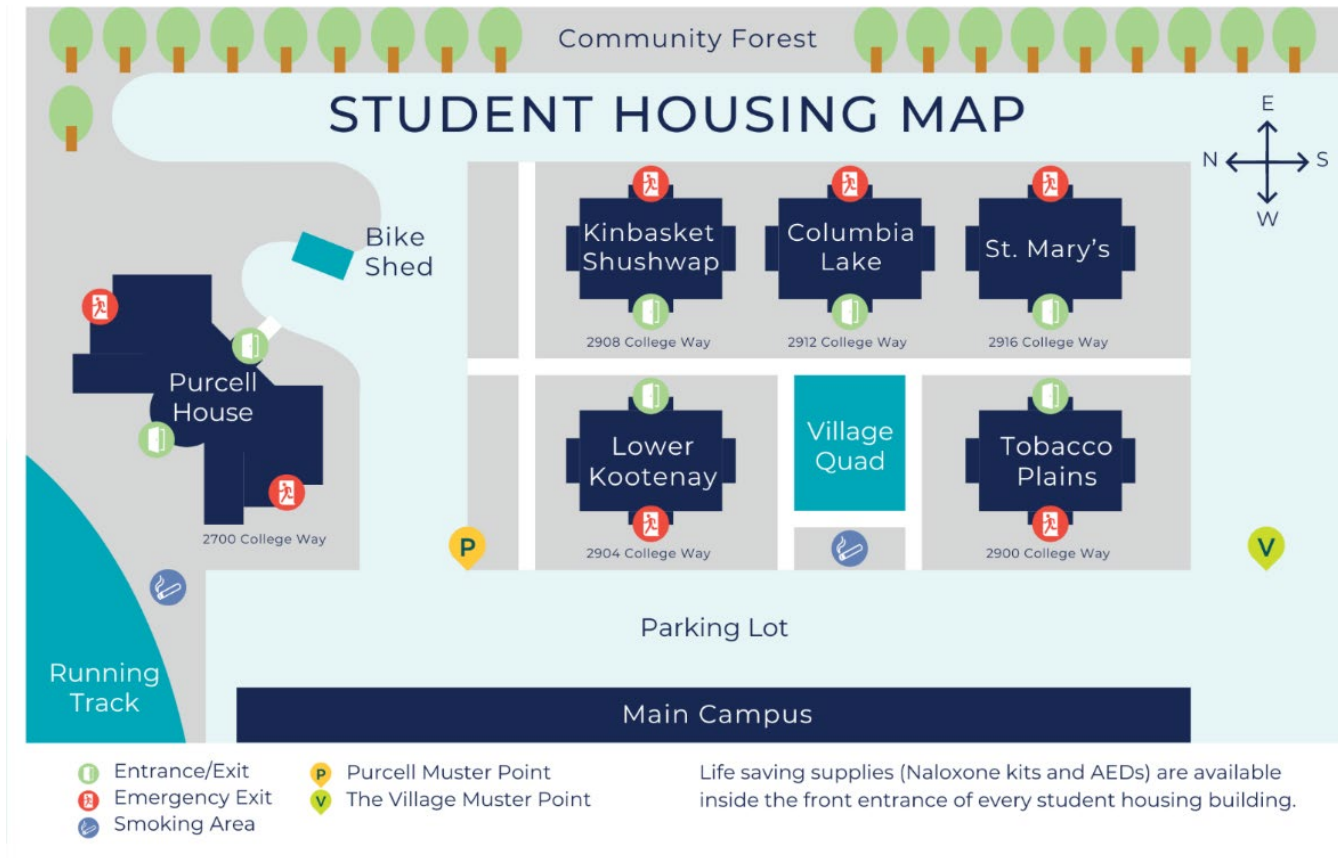 Community Forest
STUDENT HOUSING MAP
E
N
S
W
Bike
Shed
Kinbasket
Shushwap
Columbia
Lake
St. Mary's
2908 College Way
2912 College Way
2916 College Way
Purcell
House
Lower
Kootenay
Village
Quad
Tobacco
Plains
2700 College Way
P
2904 College Way
2900 College Way
V
Parking Lot
Running
Track
Main Campus
Entrance/Exit
Emergency Exit
Smoking Area
P Purcell Muster Point
V The Village Muster Point
Life saving supplies (Naloxone kits and AEDs) are available
inside the front entrance of every student housing building.